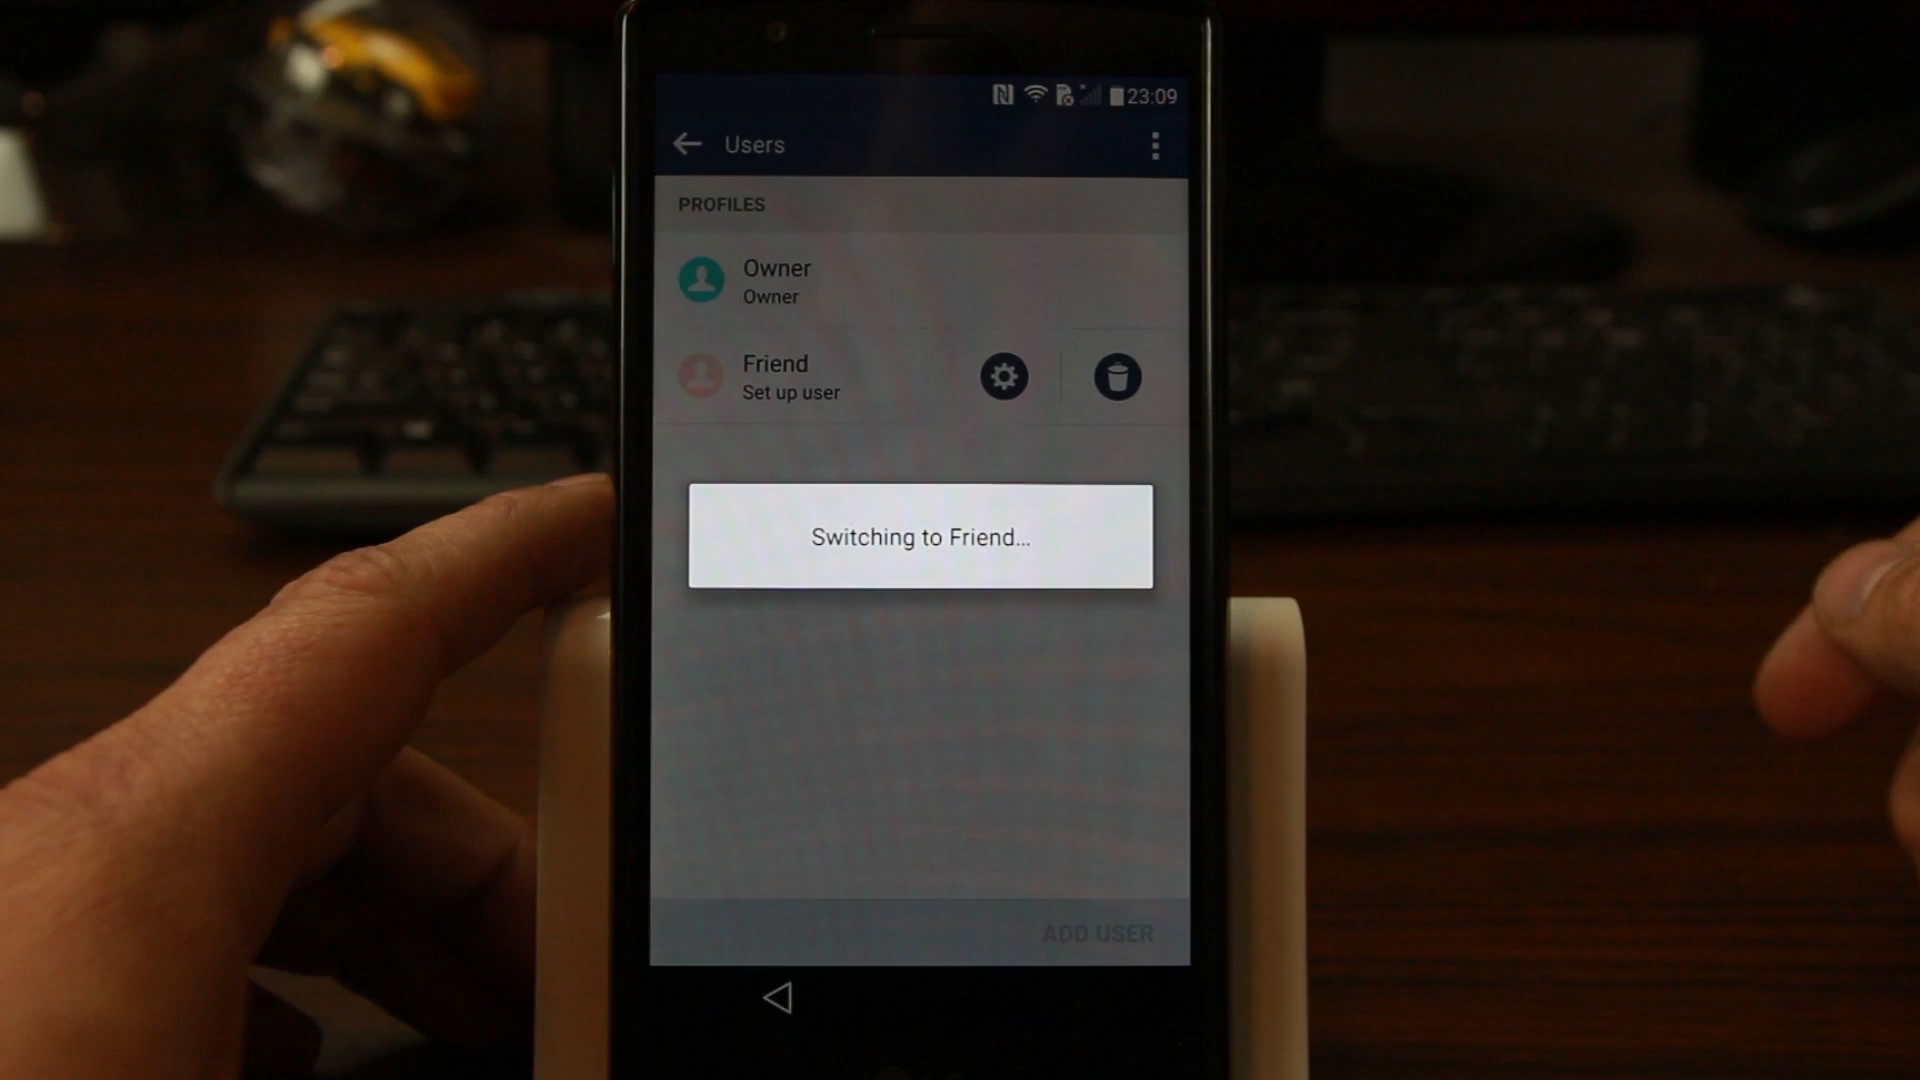 23:09
Users
PROFILES
Owner
Owner
Friend
Set up user
Switching to Friend...
ADD USER